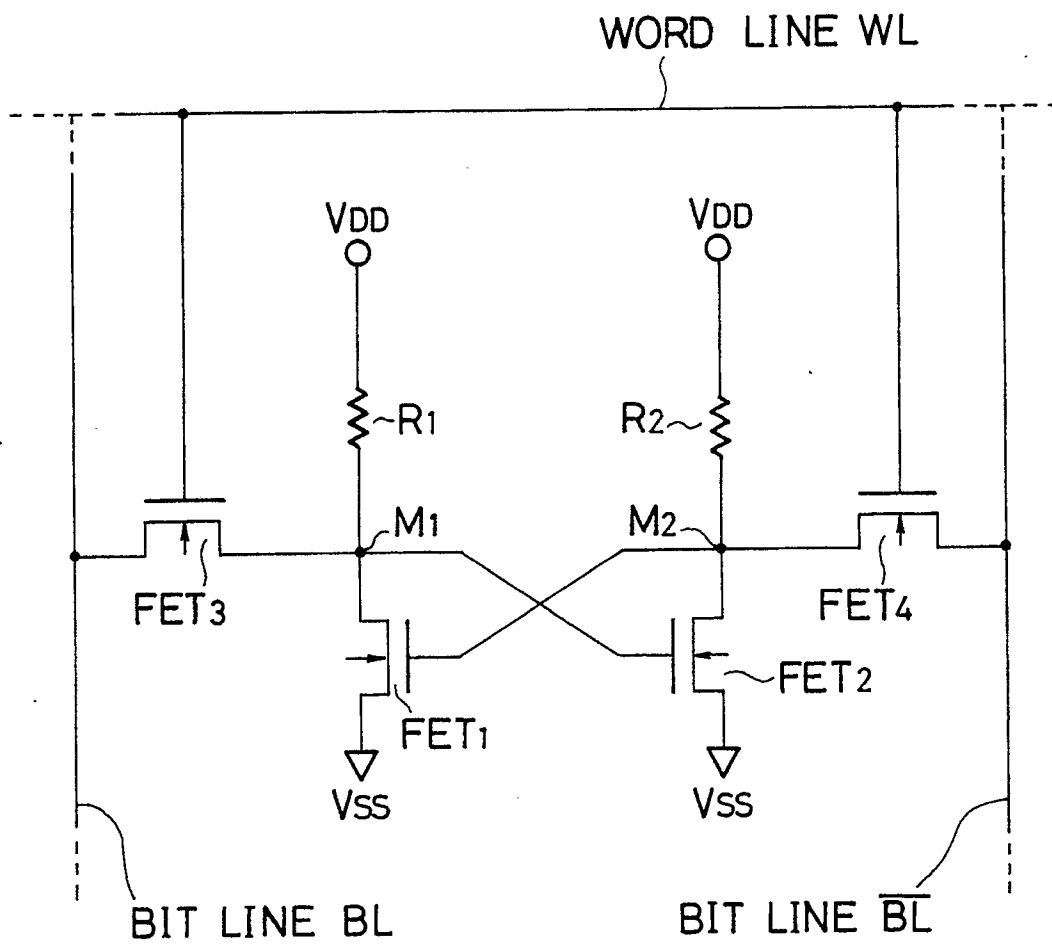 WORD LINE WL
VDD
VDD
R1
R2
M1
M2
FET3
FET4
FET2
FET1
VSS
VSS
BIT LINE BL
BIT LINE B̅L̅